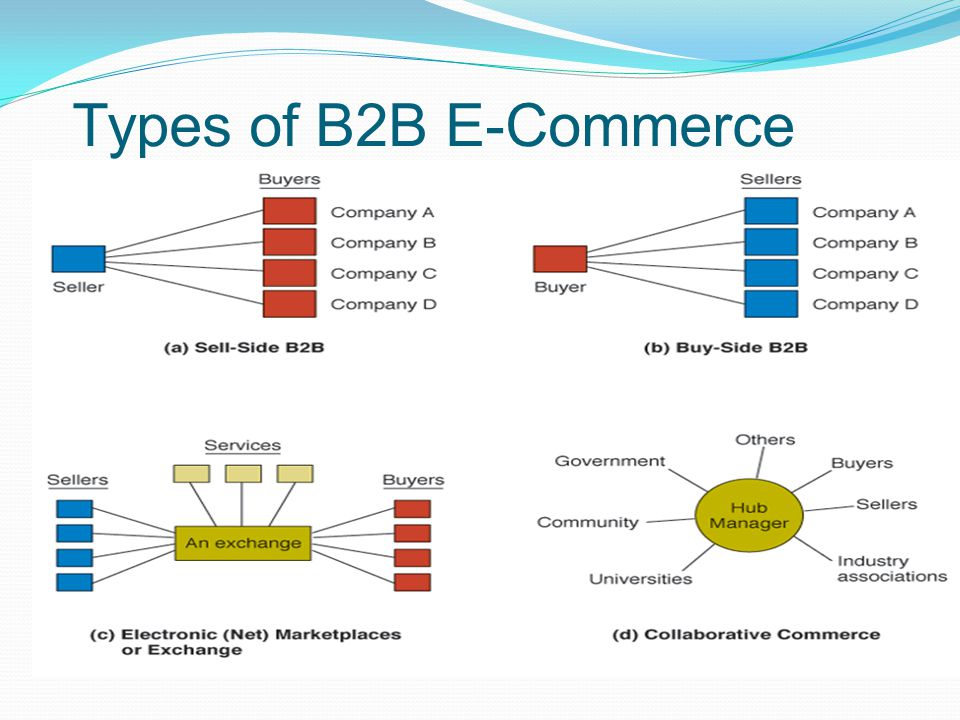 Types of B2B E-Commerce
Buyers
Company A
Company B
Company C
Company D
Seller
(a) Sell-Side B2B
Sellers
Company A
Company B
Company C
Company D
Buyer
(b) Buy-Side B2B
Services
Sellers
Buyers
An exchange
(c) Electronic (Net) Marketplaces
or Exchange
Others
Government
Buyers
Hub
Manager
Sellers
Community
Industry
associations
Universities
(d) Collaborative Commerce